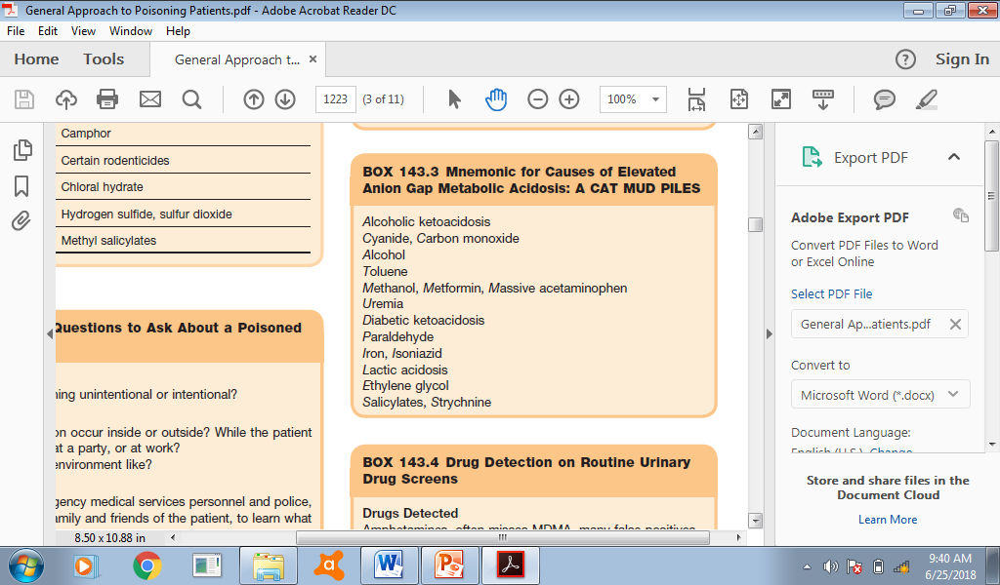 General Approach to Poisoning Patients.pdf - Adobe Acrobat Reader DC
File Edit View Window Help
Home Tools General Approach t... Sign In
1223 (3 of 11) 100%
Camphor
Certain rodenticides
Chloral hydrate
Hydrogen sulfide, sulfur dioxide
Methyl salicylates
Questions to Ask About a Poisoned
ning unintentional or intentional?
on occur inside or outside? While the patient
at a party, or at work?
environment like?
gency medical services personnel and police,
amily and friends of the patient, to learn what
BOX 143.3 Mnemonic for Causes of Elevated
Anion Gap Metabolic Acidosis: A CAT MUD PILES
Alcoholic ketoacidosis
Cyanide, Carbon monoxide
Alcohol
Toluene
Methanol, Metformin, Massive acetaminophen
Uremia
Diabetic ketoacidosis
Paraldehyde
Iron, Isoniazid
Lactic acidosis
Ethylene glycol
Salicylates, Strychnine
BOX 143.4 Drug Detection on Routine Urinary
Drug Screens
Drugs Detected
Amphetamines, often misses MDMA, many false positives
8.50 x 10.88 in
Export PDF
Adobe Export PDF
Convert PDF Files to Word
or Excel Online
Select PDF File
General Ap...atients.pdf
Convert to
Microsoft Word (*.docx)
Document Language:
English (U.S.) Change
Store and share files in the
Document Cloud
Learn More
9:40 AM
6/25/2018